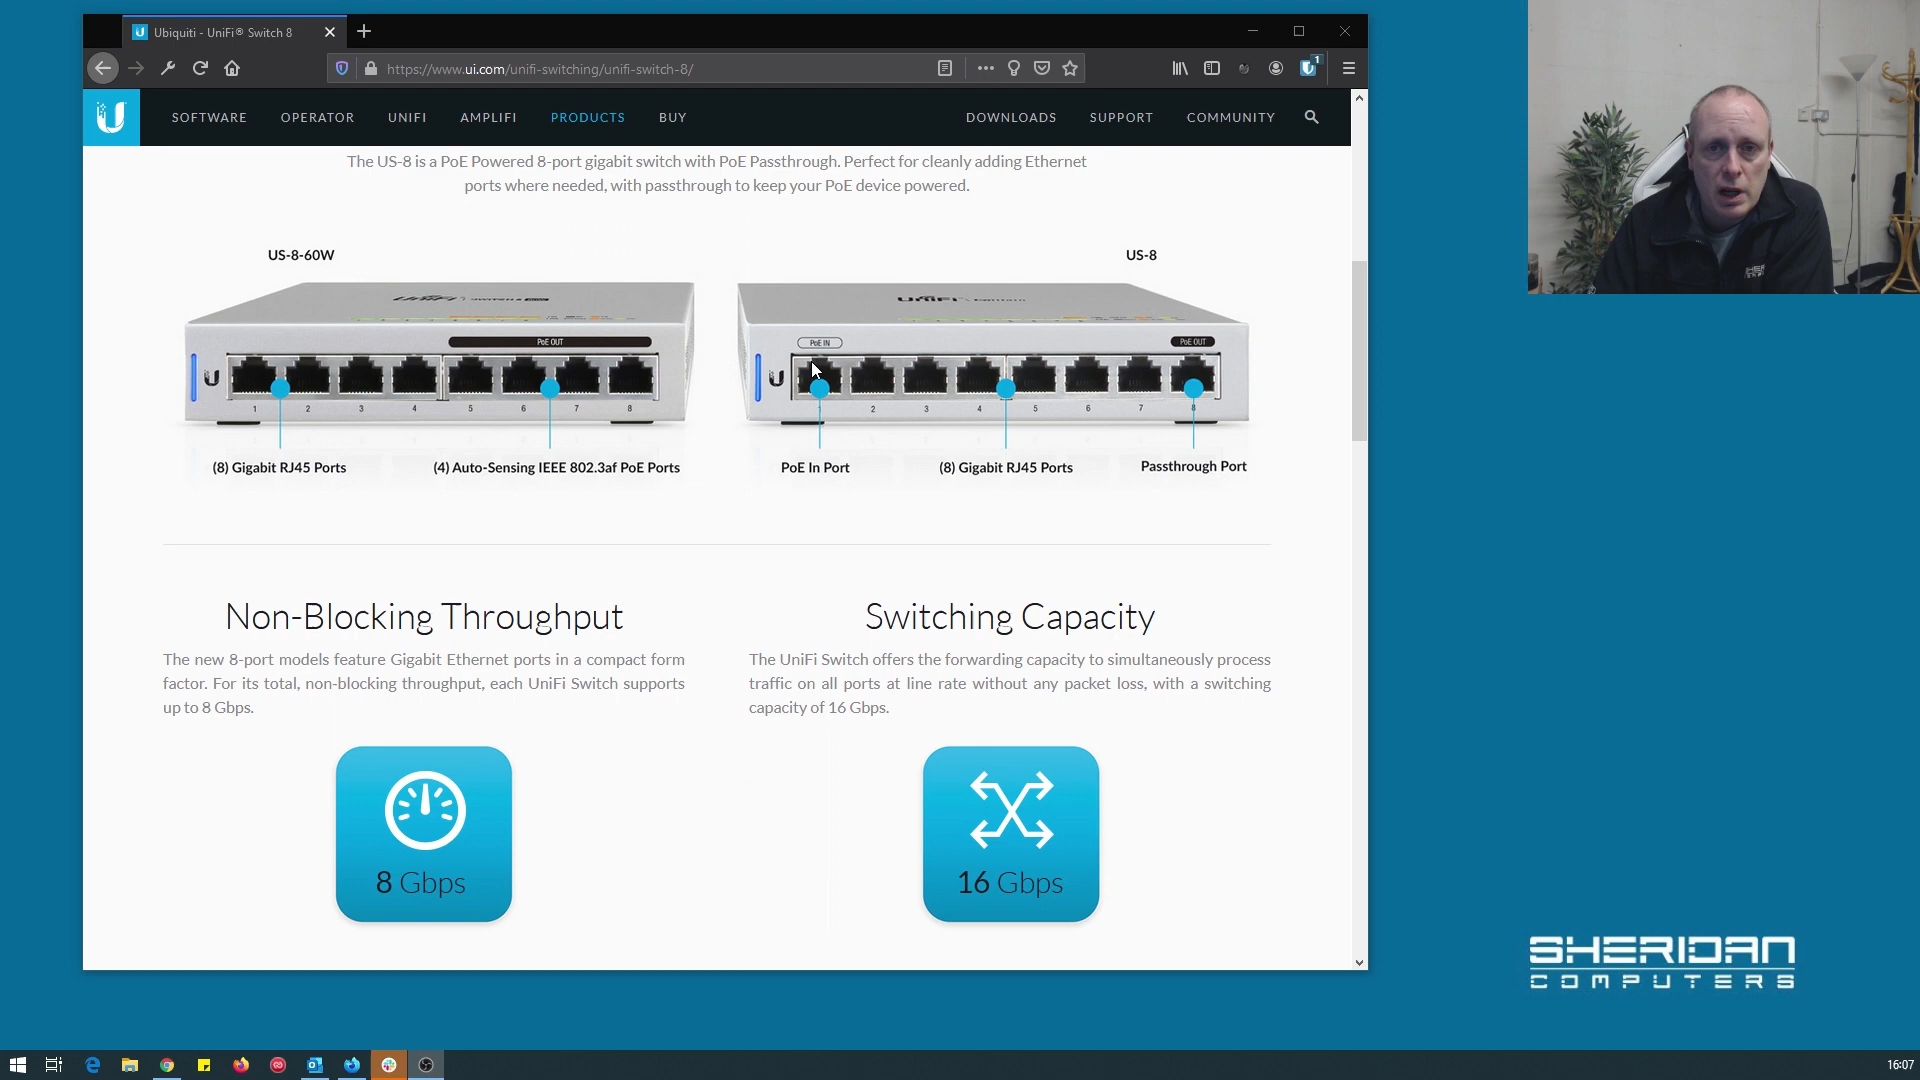 Ubiquiti - UniFi® Switch 8
1
https://www.ui.com/unifi-switching/unifi-switch-8/
SOFTWARE OPERATOR UNIFI AMPLIFI PRODUCTS BUY DOWNLOADS SUPPORT COMMUNITY
The US-8 is a PoE Powered 8-port gigabit switch with PoE Passthrough. Perfect for cleanly adding Ethernet
ports where needed, with passthrough to keep your PoE device powered.
US-8-60W
US-8
UniFi
UniFi
PoE OUT
PoE IN
PoE OUT
1 2 3 4 5 6 7 8
1 2 3 4 5 6 7 8
(8) Gigabit RJ45 Ports
(4) Auto-Sensing IEEE 802.3af PoE Ports
PoE In Port
(8) Gigabit RJ45 Ports
Passthrough Port
Non-Blocking Throughput
The new 8-port models feature Gigabit Ethernet ports in a compact form
factor. For its total, non-blocking throughput, each UniFi Switch supports
up to 8 Gbps.
8 Gbps
Switching Capacity
The UniFi Switch offers the forwarding capacity to simultaneously process
traffic on all ports at line rate without any packet loss, with a switching
capacity of 16 Gbps.
16 Gbps
SHERIDAN
COMPUTERS
16:07